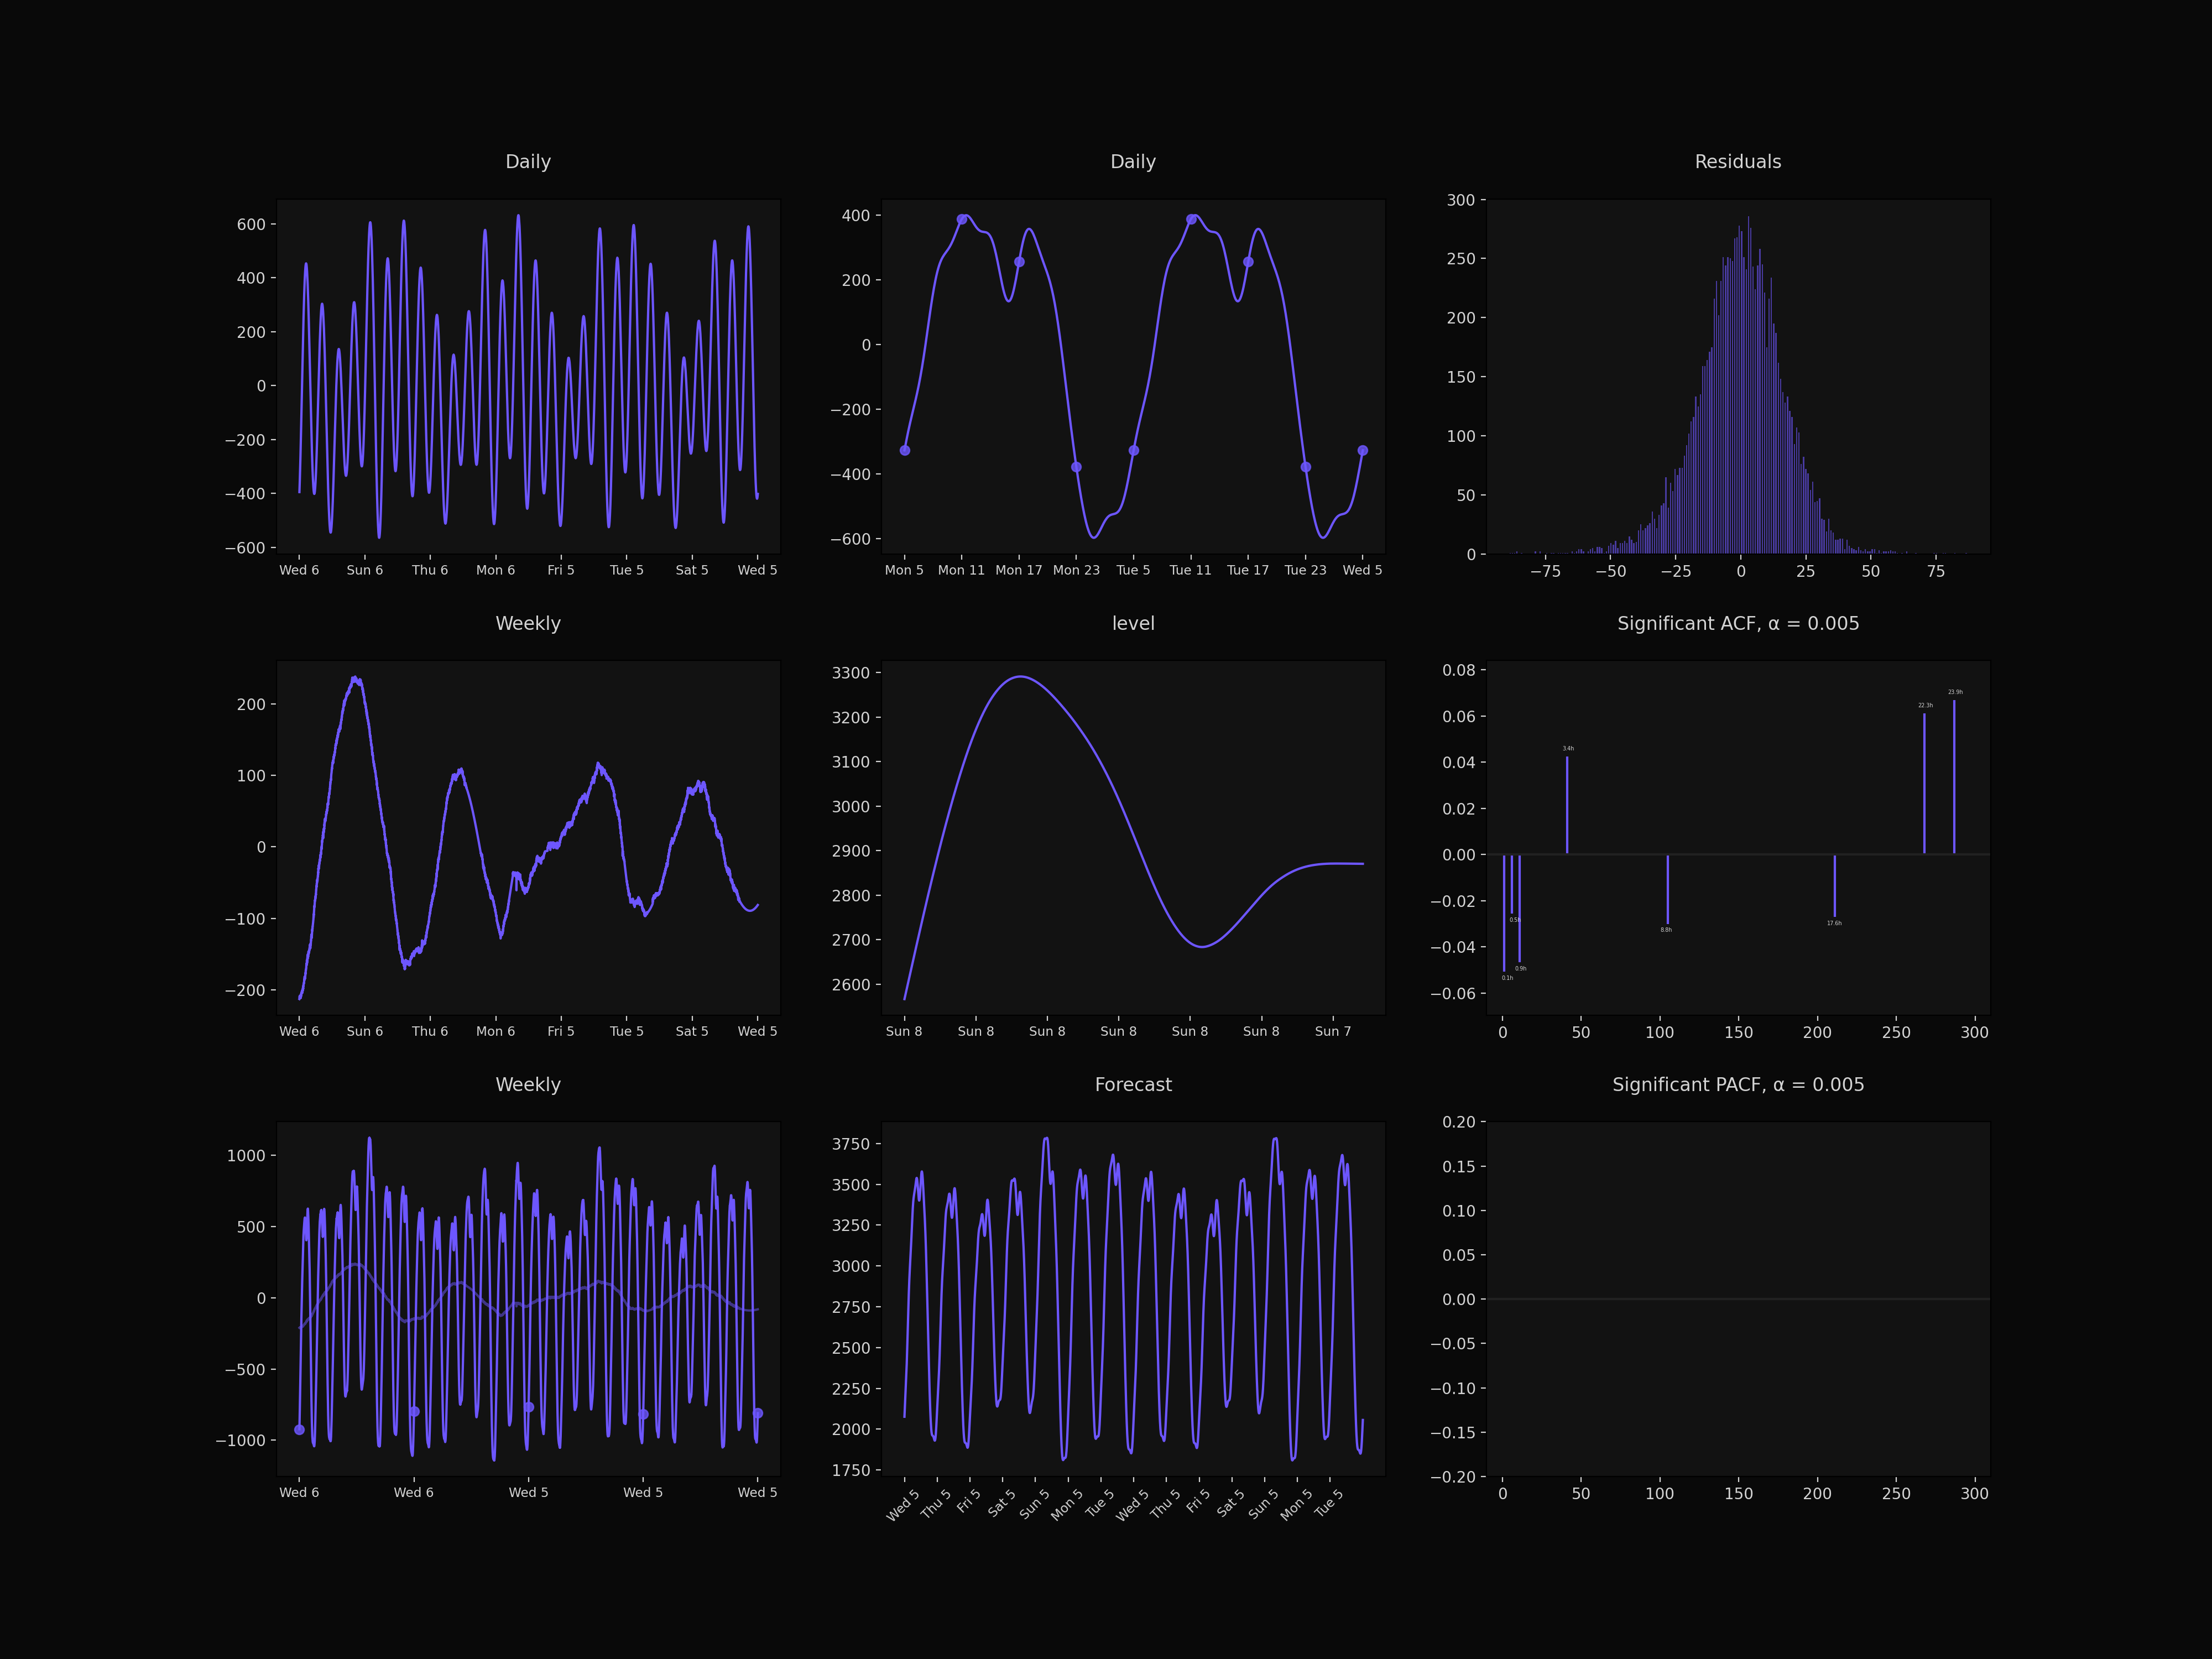 Daily
600
400
200
0
−200
−400
−600
Wed 6 Sun 6 Thu 6 Mon 6 Fri 5 Tue 5 Sat 5 Wed 5
Daily
400
200
0
−200
−400
−600
Mon 5 Mon 11 Mon 17 Mon 23 Tue 5 Tue 11 Tue 17 Tue 23 Wed 5
Residuals
300
250
200
150
100
50
0
−75 −50 −25 0 25 50 75
Weekly
200
100
0
−100
−200
Wed 6 Sun 6 Thu 6 Mon 6 Fri 5 Tue 5 Sat 5 Wed 5
level
3300
3200
3100
3000
2900
2800
2700
2600
Sun 8 Sun 8 Sun 8 Sun 8 Sun 8 Sun 8 Sun 7
Significant ACF, α = 0.005
0.08
0.06
0.04
0.02
0.00
−0.02
−0.04
−0.06
23.9h
22.3h
3.4h
0.5h
17.6h
8.8h
0.9h
0.1h
0 50 100 150 200 250 300
Weekly
1000
500
0
−500
−1000
Wed 6 Wed 6 Wed 5 Wed 5 Wed 5
Forecast
3750
3500
3250
3000
2750
2500
2250
2000
1750
Wed 5 Thu 5 Fri 5 Sat 5 Sun 5 Mon 5 Tue 5 Wed 5 Thu 5 Fri 5 Sat 5 Sun 5 Mon 5 Tue 5
Significant PACF, α = 0.005
0.20
0.15
0.10
0.05
0.00
−0.05
−0.10
−0.15
−0.20
0 50 100 150 200 250 300